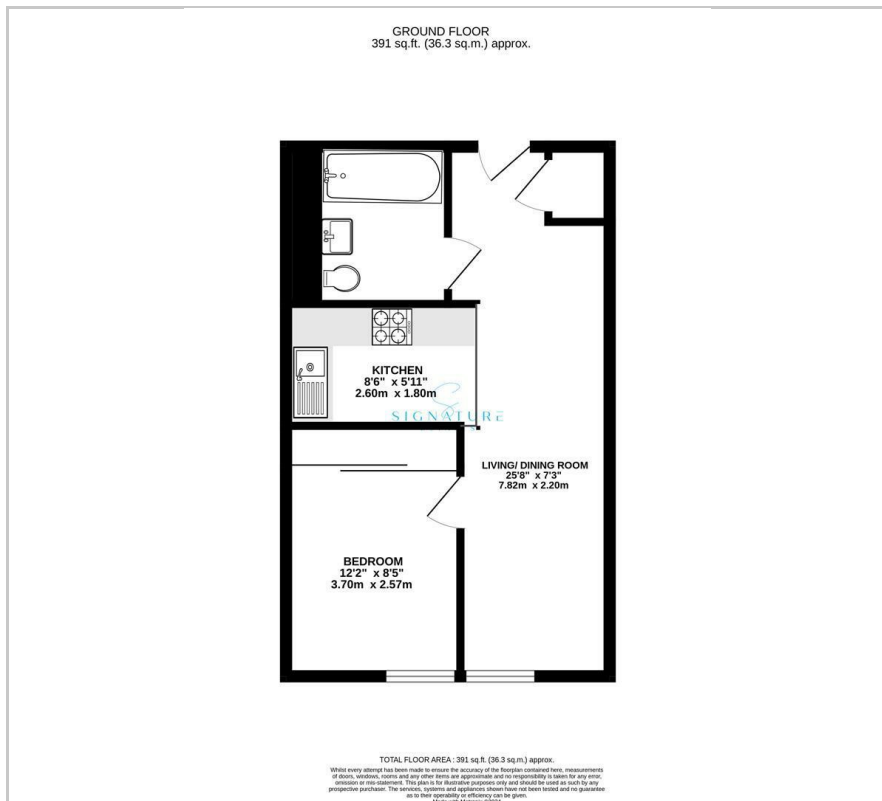 GROUND FLOOR
391 sq.ft. (36.3 sq.m.) approx.
KITCHEN
8'6" x 5'11"
2.60m x 1.80m
SIGNATURE
LIVING/ DINING ROOM
25'8" x 7'3"
7.82m x 2.20m
BEDROOM
12'2" x 8'5"
3.70m x 2.57m
TOTAL FLOOR AREA : 391 sq.ft. (36.3 sq.m.) approx.
Whilst every attempt has been made to ensure the accuracy of the floorplan contained here, measurements
of doors, windows, rooms and any other items are approximate and no responsibility is taken for any error,
omission or mis-statement. This plan is for illustrative purposes only and should be used as such by any
prospective purchaser. The services, systems and appliances shown have not been tested and no guarantee
as to their operability or efficiency can be given.
Made with Metropix ©2024